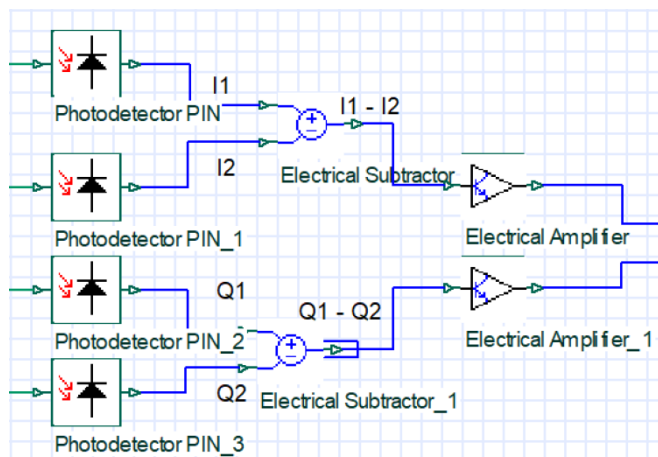 I1
I1 - I2
Photodetector PIN
I2
Electrical Subtractor
Photodetector PIN_1
Electrical Amplifier
Q1
Q1 - Q2
Photodetector PIN_2
Electrical Amplifier_1
Q2
Electrical Subtractor_1
Photodetector PIN_3